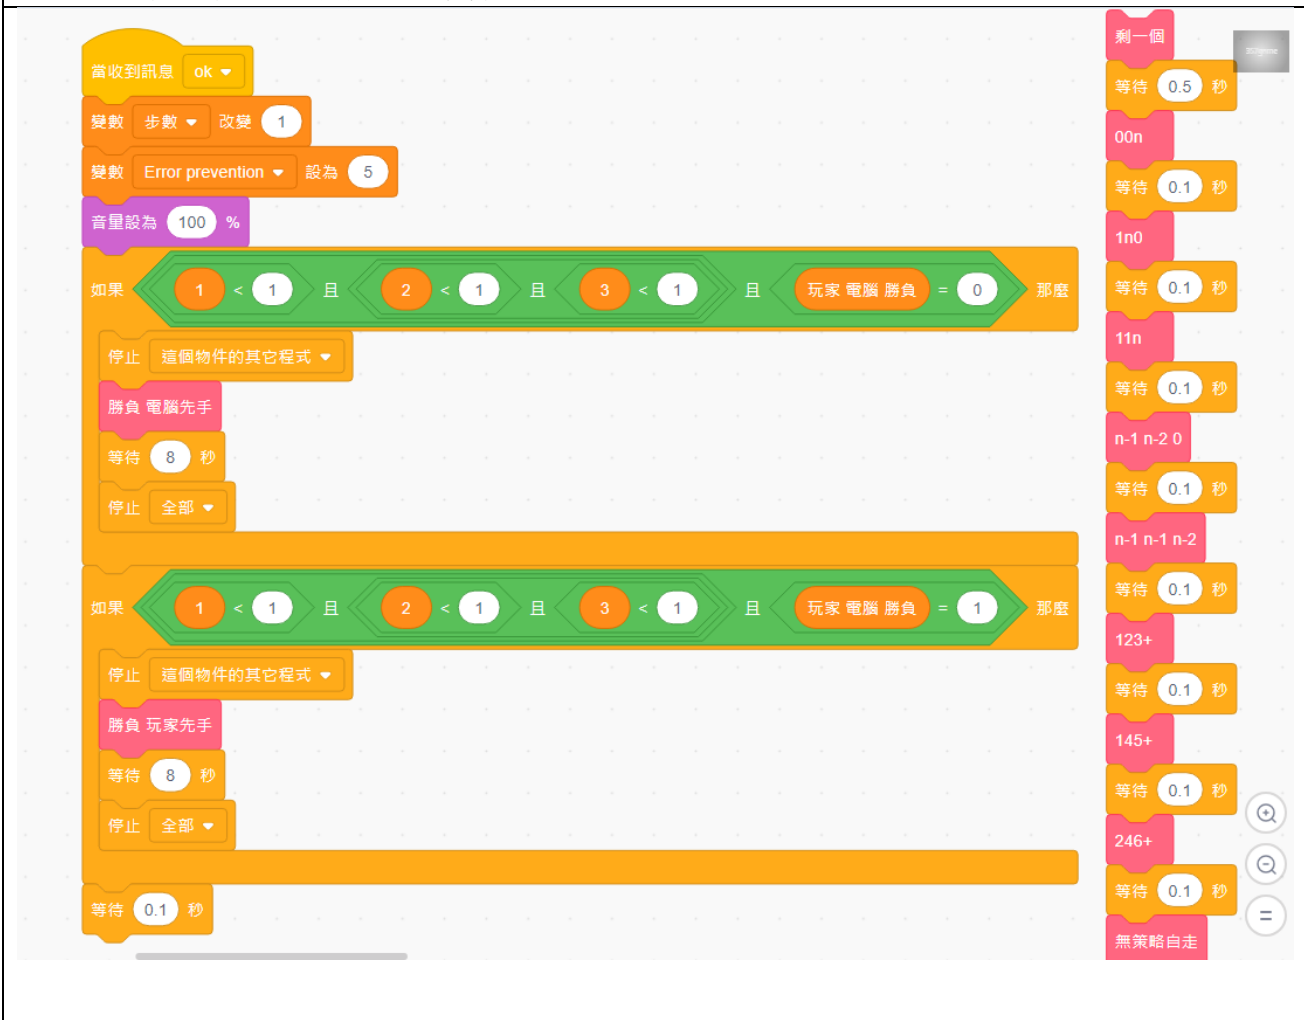 當收到訊息 ok
變數 步數 改變 1
變數 Error prevention 設為 5
音量設為 100 %
如果 1 < 1 且 2 < 1 且 3 < 1 且 玩家 電腦 勝負 = 0 那麼
停止 這個物件的其它程式
勝負 電腦先手
等待 8 秒
停止 全部
如果 1 < 1 且 2 < 1 且 3 < 1 且 玩家 電腦 勝負 = 1 那麼
停止 這個物件的其它程式
勝負 玩家先手
等待 8 秒
停止 全部
等待 0.1 秒
剩一個
等待 0.5 秒
00n
等待 0.1 秒
1n0
等待 0.1 秒
11n
等待 0.1 秒
n-1 n-2 0
等待 0.1 秒
n-1 n-1 n-2
等待 0.1 秒
123+
等待 0.1 秒
145+
等待 0.1 秒
246+
等待 0.1 秒
無策略自走